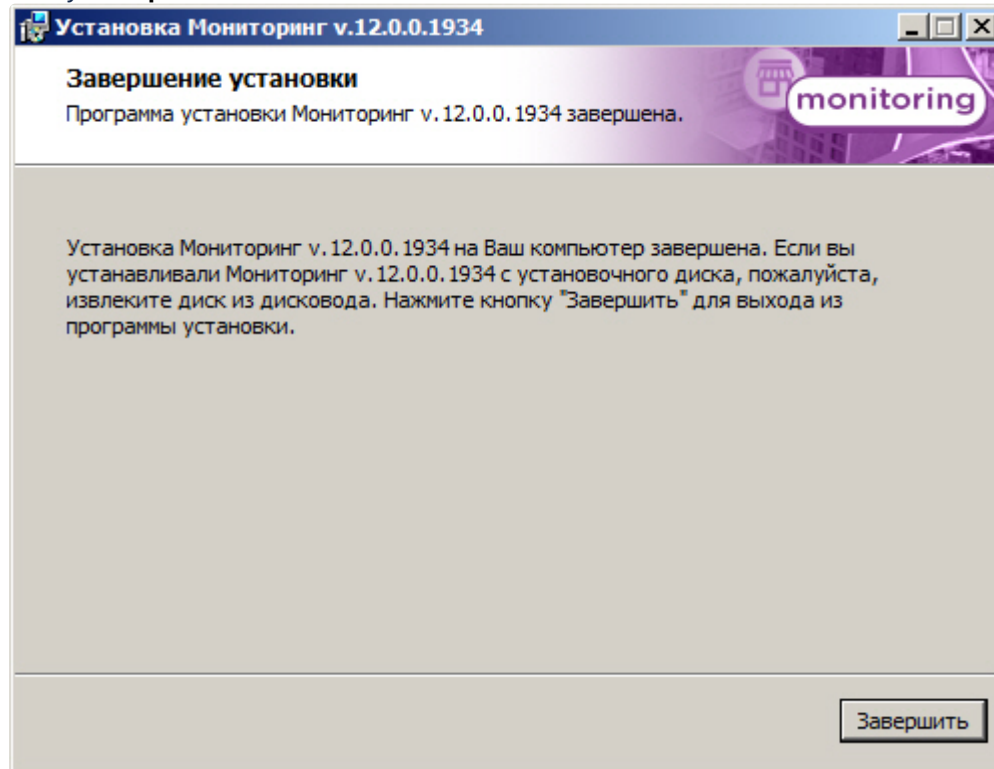 Установка Мониторинг v.12.0.0.1934
Завершение установки
Программа установки Мониторинг v.12.0.0.1934 завершена.
monitoring
Установка Мониторинг v.12.0.0.1934 на Ваш компьютер завершена. Если вы
устанавливали Мониторинг v.12.0.0.1934 с установочного диска, пожалуйста,
извлеките диск из дисковода. Нажмите кнопку "Завершить" для выхода из
программы установки.
Завершить